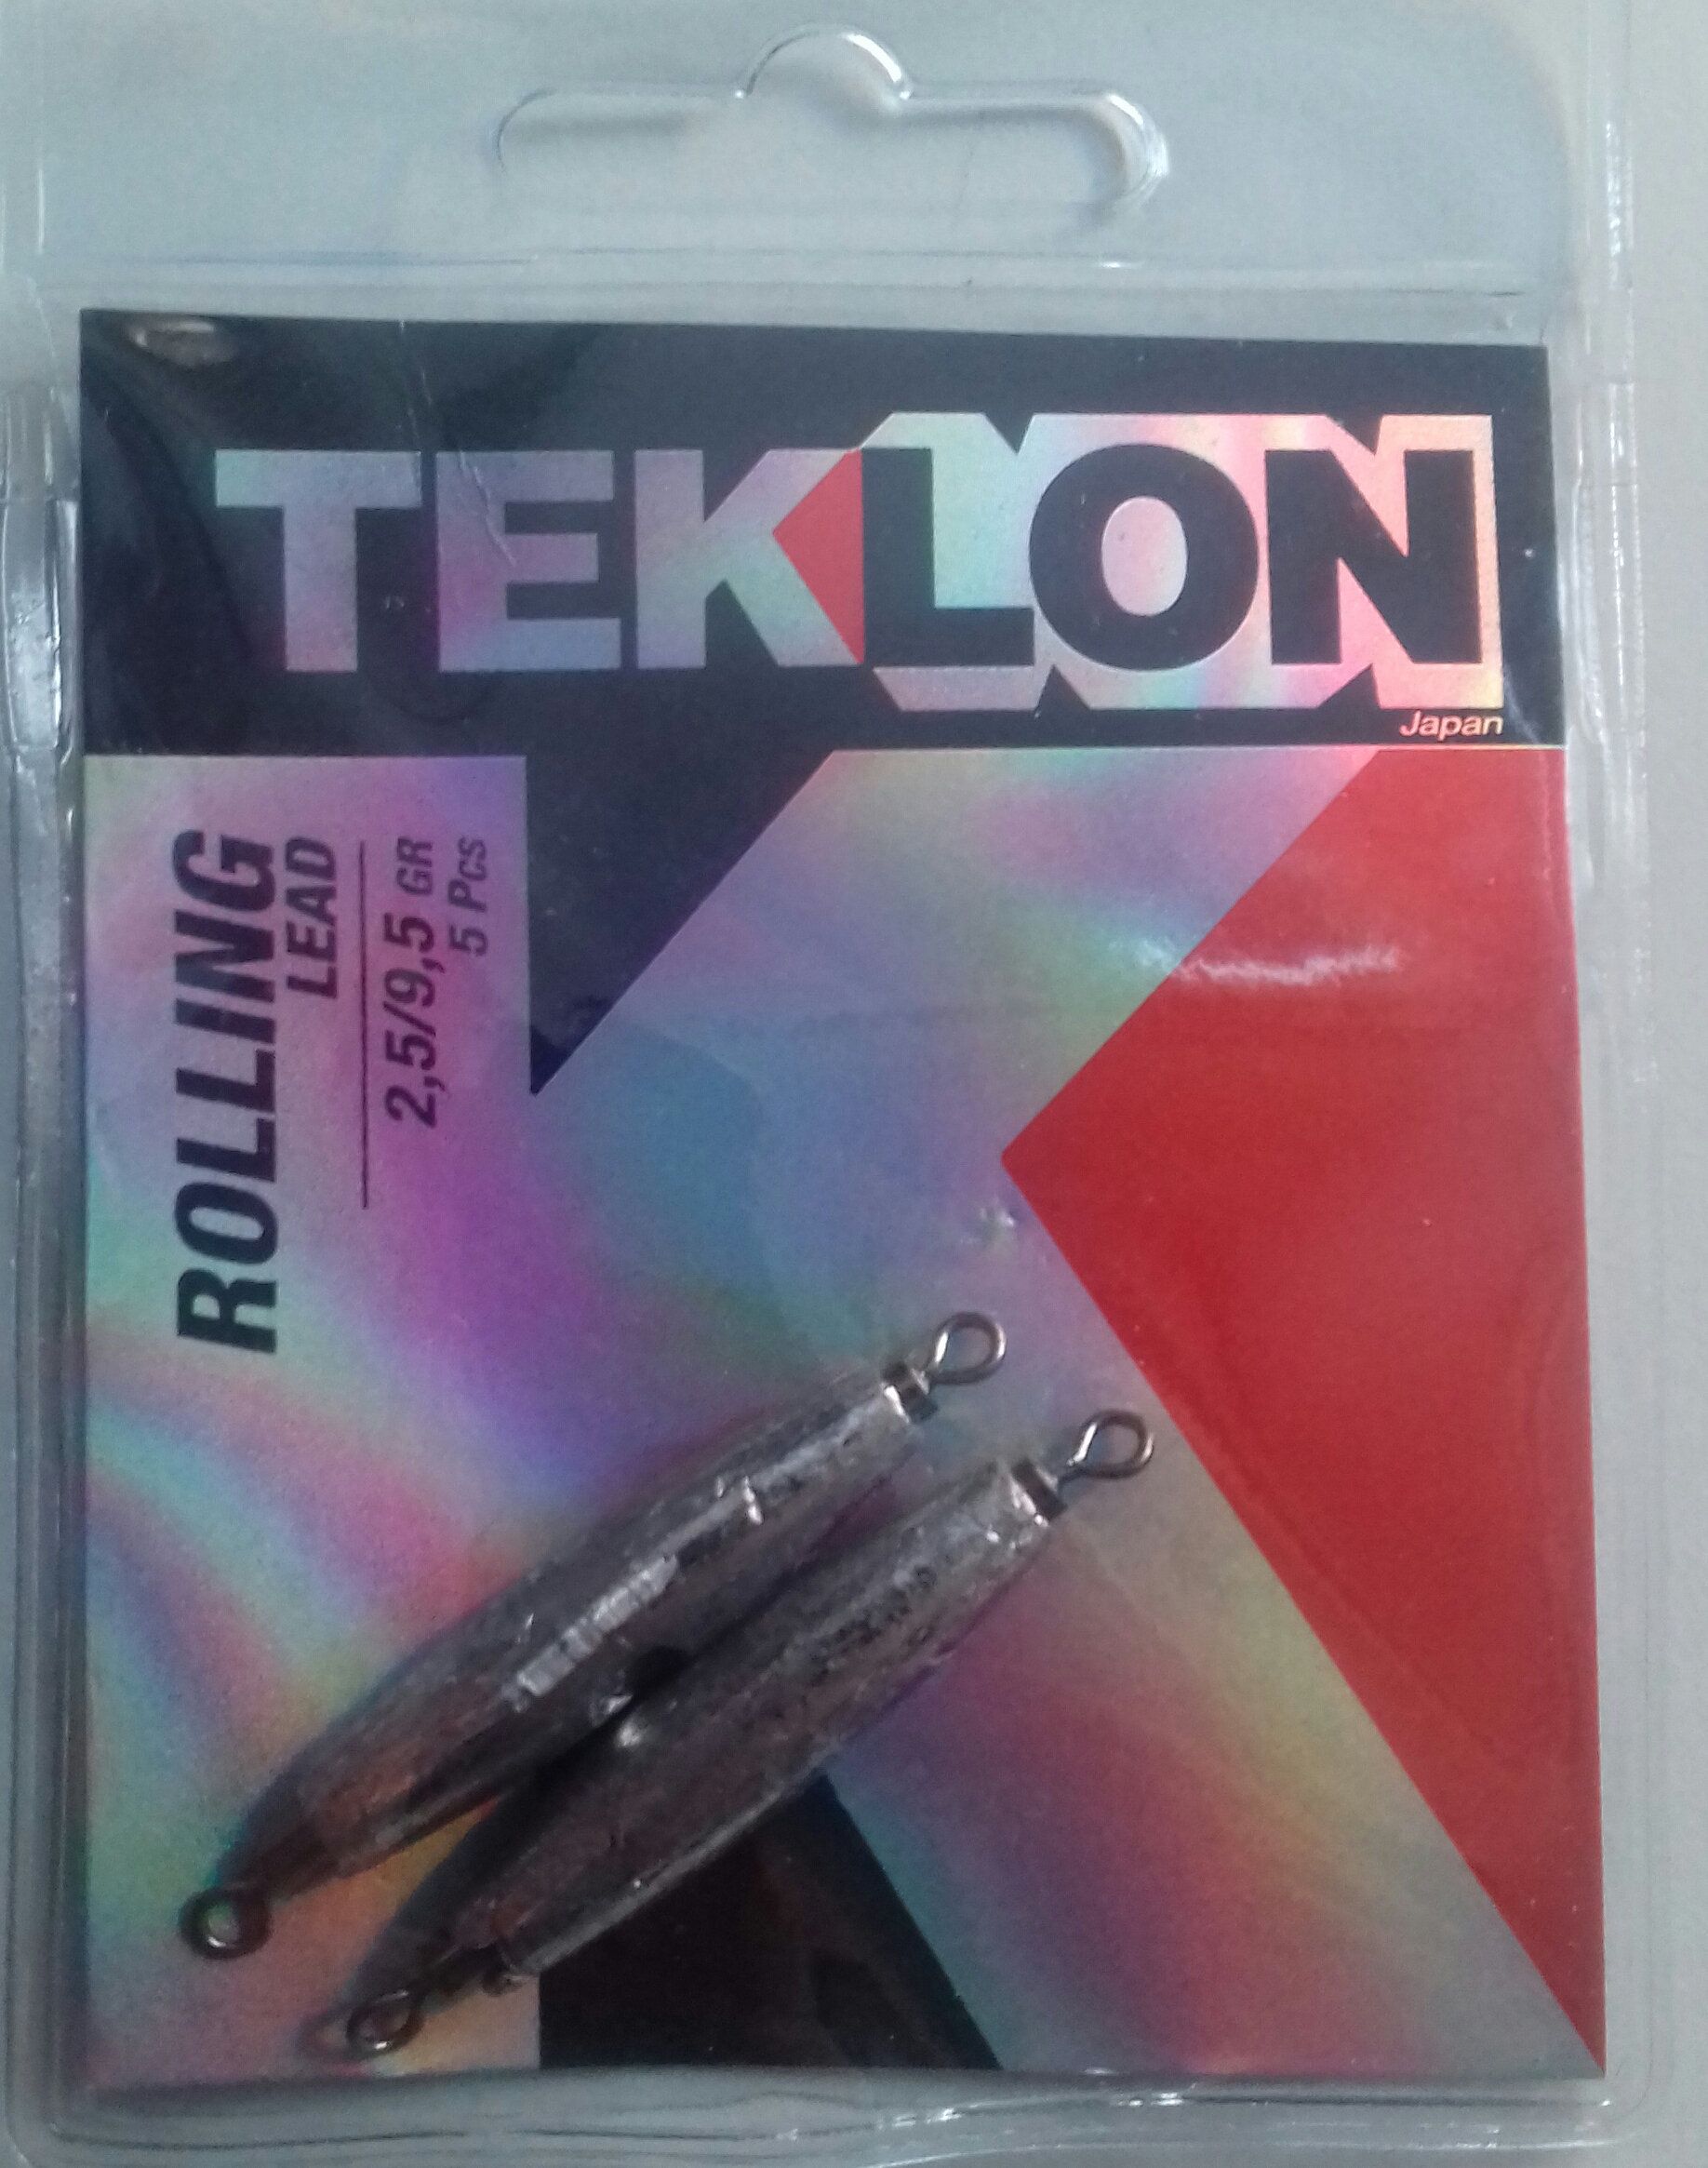 TEKLON
Japan
ROLLING
LEAD
2,5/9,5 GR
5 PCS